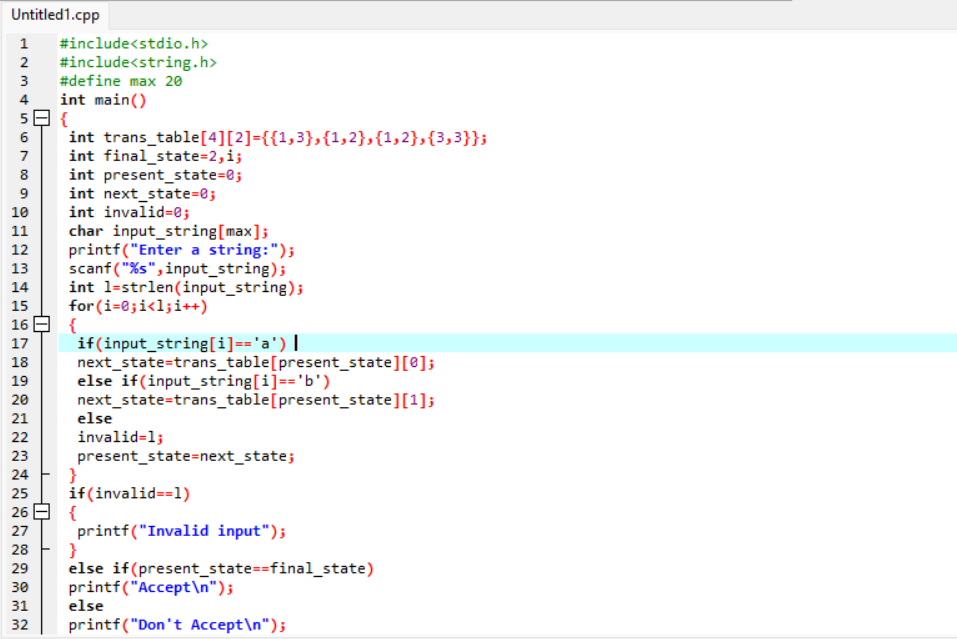 Untitled1.cpp
1 #include<stdio.h>
2 #include<string.h>
3 #define max 20
4 int main()
5 {
6 int trans_table[4][2]={{1,3},{1,2},{1,2},{3,3}};
7 int final_state=2,i;
8 int present_state=0;
9 int next_state=0;
10 int invalid=0;
11 char input_string[max];
12 printf("Enter a string:");
13 scanf("%s",input_string);
14 int l=strlen(input_string);
15 for(i=0;i<l;i++)
16 {
17 if(input_string[i]=='a')
18 next_state=trans_table[present_state][0];
19 else if(input_string[i]=='b')
20 next_state=trans_table[present_state][1];
21 else
22 invalid=l;
23 present_state=next_state;
24 }
25 if(invalid==l)
26 {
27 printf("Invalid input");
28 }
29 else if(present_state==final_state)
30 printf("Accept\n");
31 else
32 printf("Don't Accept\n");